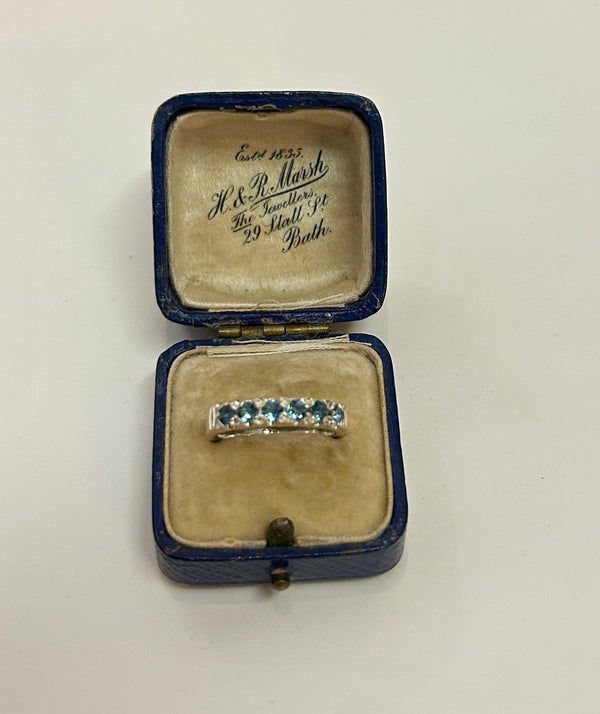 Estd 1835.
H. & R. Marsh
The Jewellers.
29 Stall St
Bath.